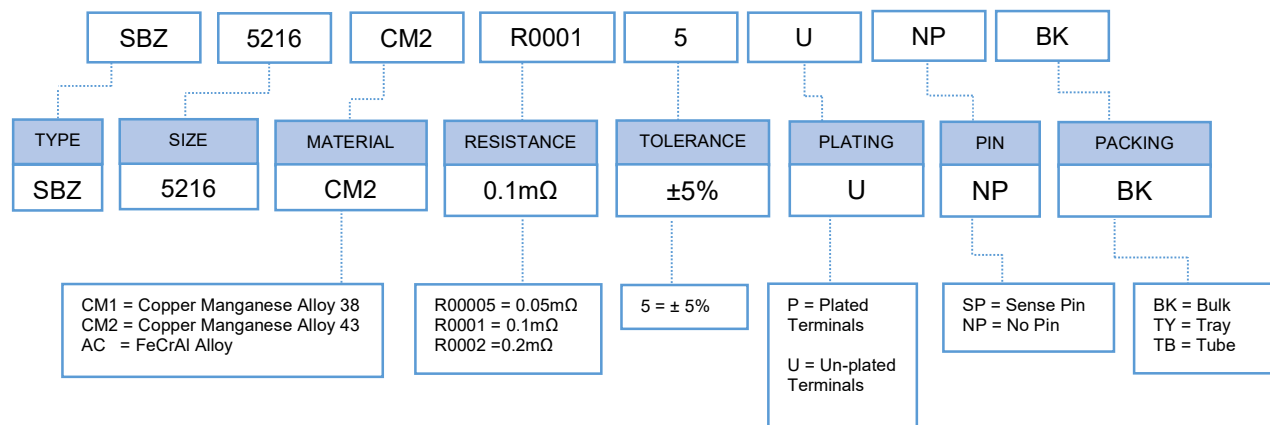 SBZ 5216 CM2 R0001 5 U NP BK
TYPE SIZE MATERIAL RESISTANCE TOLERANCE PLATING PIN PACKING
SBZ 5216 CM2 0.1mΩ ±5% U NP BK
CM1 = Copper Manganese Alloy 38
CM2 = Copper Manganese Alloy 43
AC = FeCrAl Alloy
R00005 = 0.05mΩ
R0001 = 0.1mΩ
R0002 =0.2mΩ
5 = ± 5%
P = Plated
Terminals
U = Un-plated
Terminals
SP = Sense Pin
NP = No Pin
BK = Bulk
TY = Tray
TB = Tube